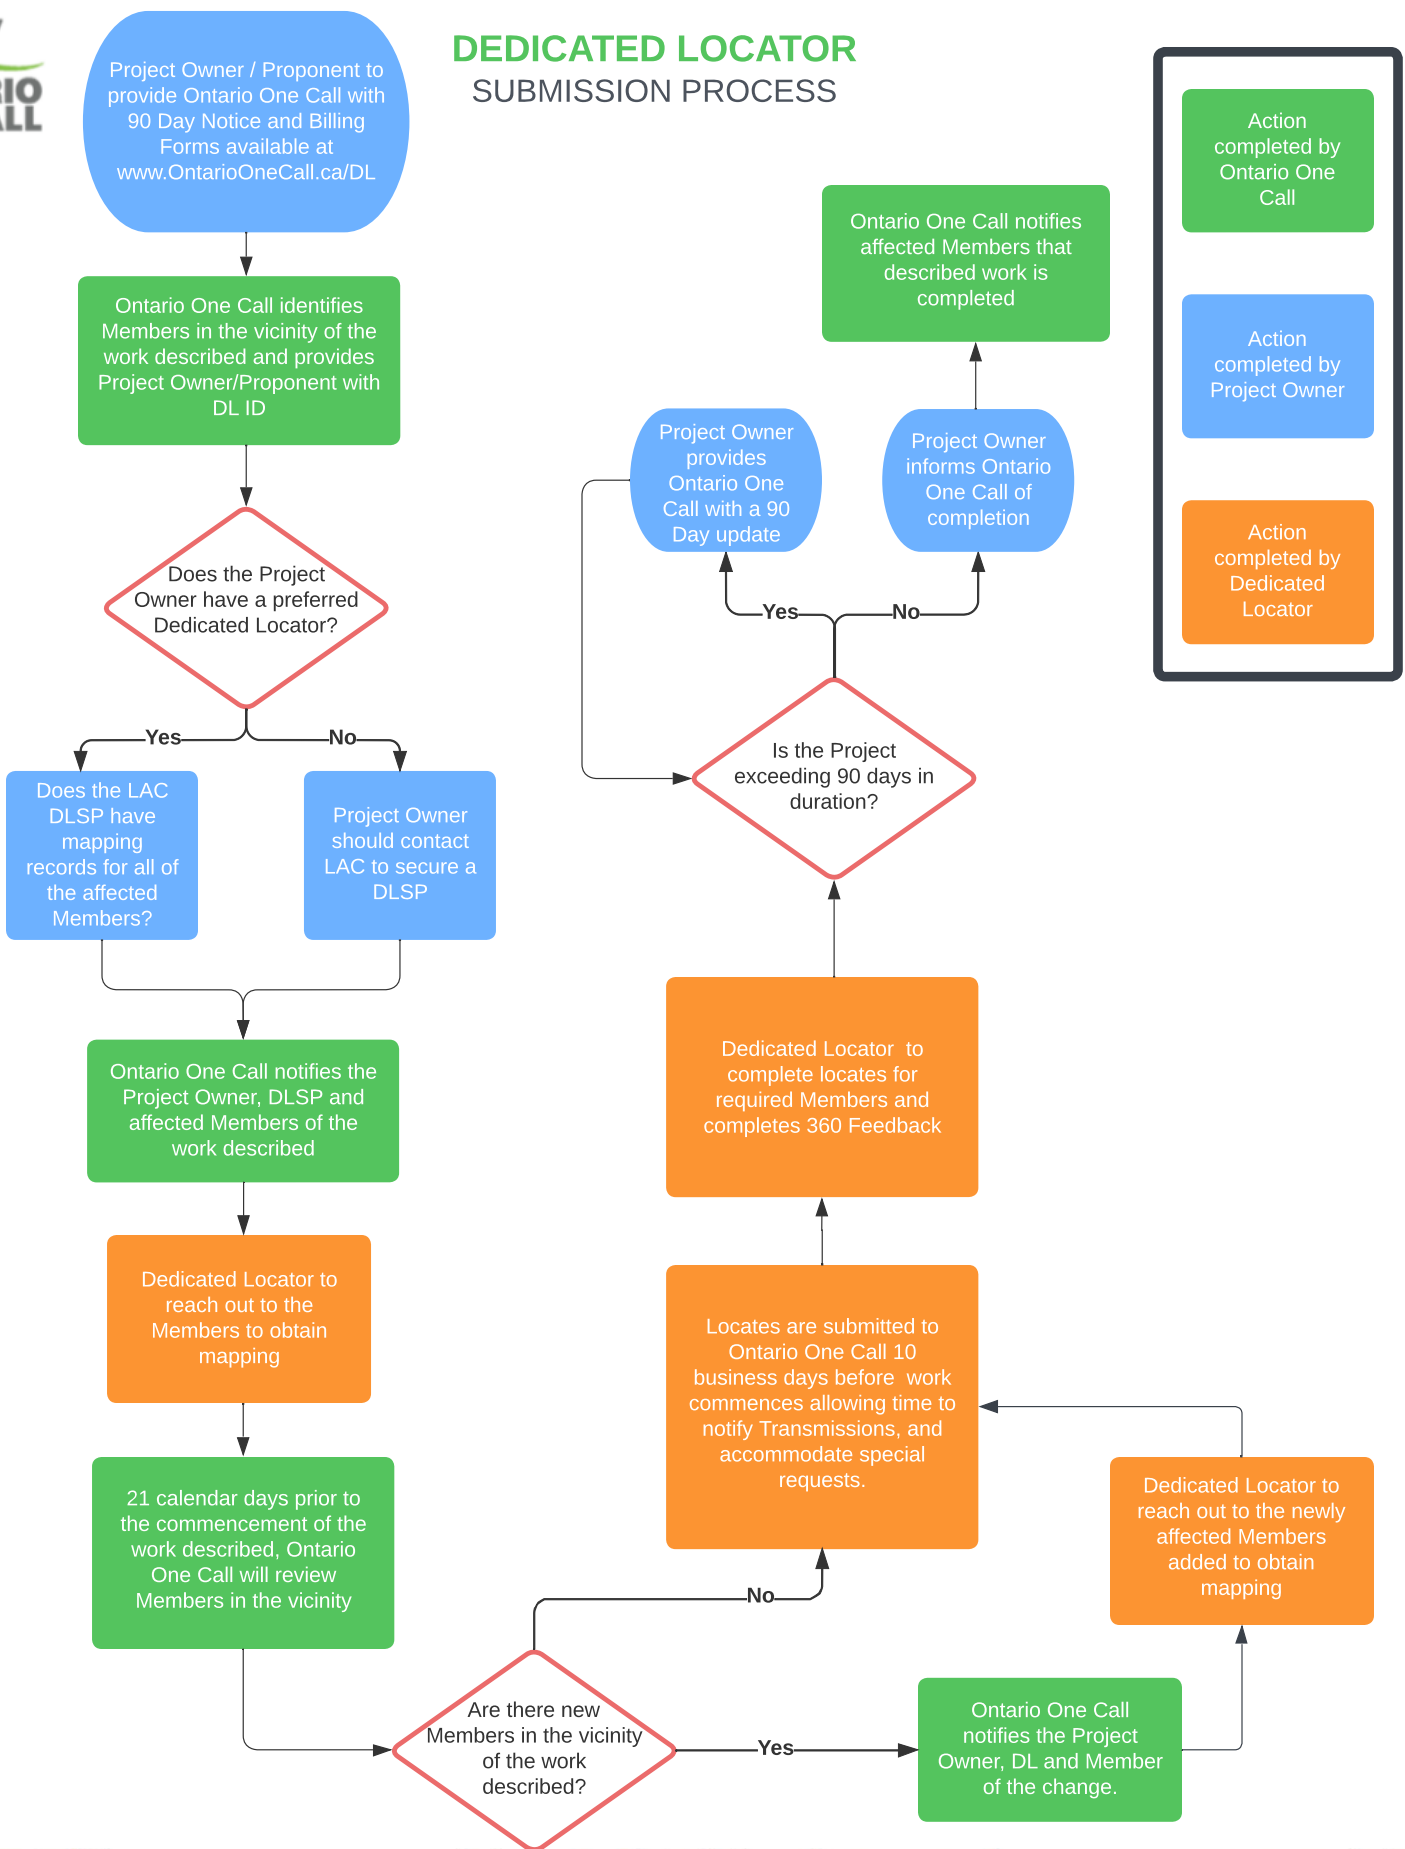 RIO
ALL
DEDICATED LOCATOR
SUBMISSION PROCESS
Project Owner / Proponent to
provide Ontario One Call with
90 Day Notice and Billing
Forms available at
www.OntarioOneCall.ca/DL
Ontario One Call identifies
Members in the vicinity of the
work described and provides
Project Owner/Proponent with
DL ID
Does the Project
Owner have a preferred
Dedicated Locator?
Yes
No
Does the LAC
DLSP have
mapping
records for all of
the affected
Members?
Project Owner
should contact
LAC to secure a
DLSP
Ontario One Call notifies the
Project Owner, DLSP and
affected Members of the
work described
Dedicated Locator to
reach out to the
Members to obtain
mapping
21 calendar days prior to
the commencement of the
work described, Ontario
One Call will review
Members in the vicinity
Are there new
Members in the vicinity
of the work
described?
No
Yes
Ontario One Call
notifies the Project
Owner, DL and Member
of the change.
Dedicated Locator to
reach out to the newly
affected Members
added to obtain
mapping
Locates are submitted to
Ontario One Call 10
business days before  work
commences allowing time to
notify Transmissions, and
accommodate special
requests.
Dedicated Locator  to
complete locates for
required Members and
completes 360 Feedback
Is the Project
exceeding 90 days in
duration?
Yes
No
Project Owner
provides
Ontario One
Call with a 90
Day update
Project Owner
informs Ontario
One Call of
completion
Ontario One Call notifies
affected Members that
described work is
completed
Action
completed by
Ontario One
Call
Action
completed by
Project Owner
Action
completed by
Dedicated
Locator